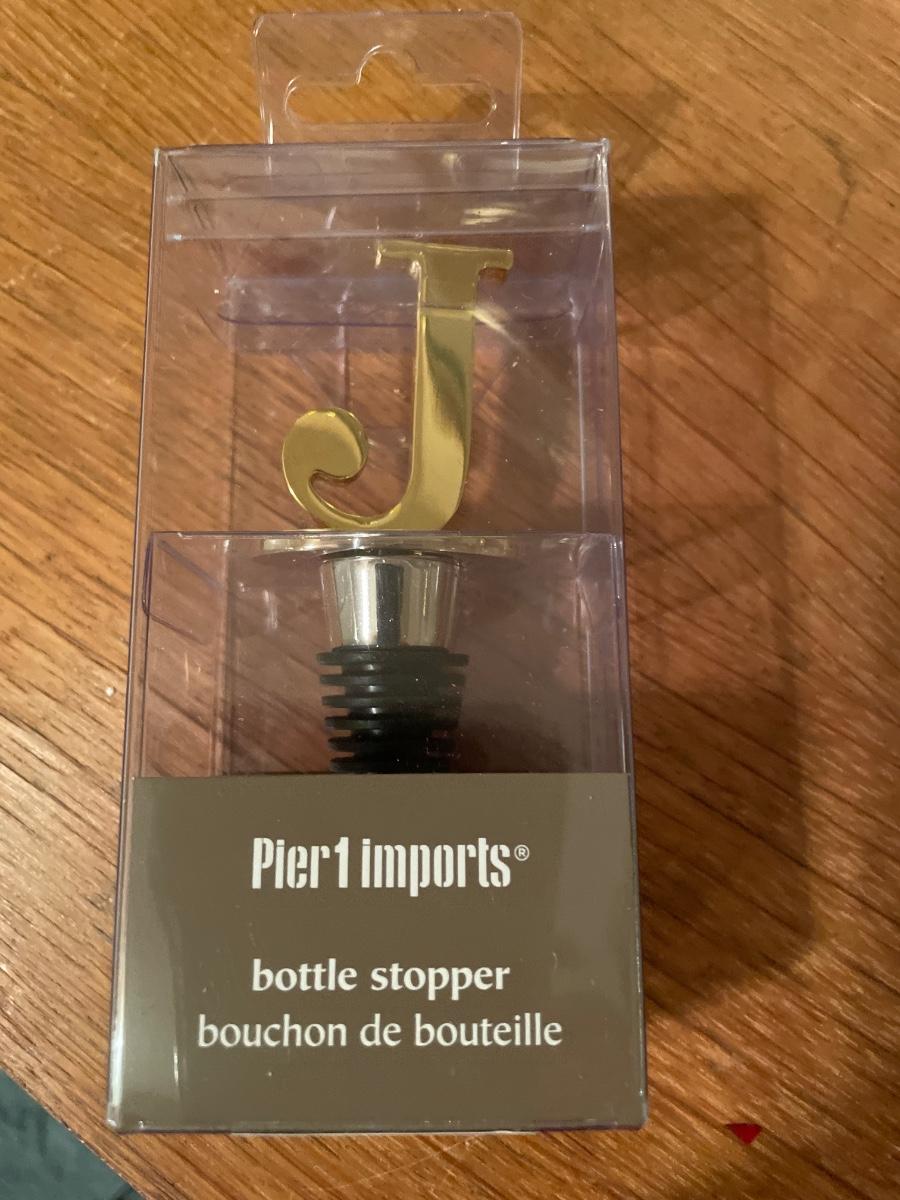 J
Pier1 imports®
bottle stopper
bouchon de bouteille